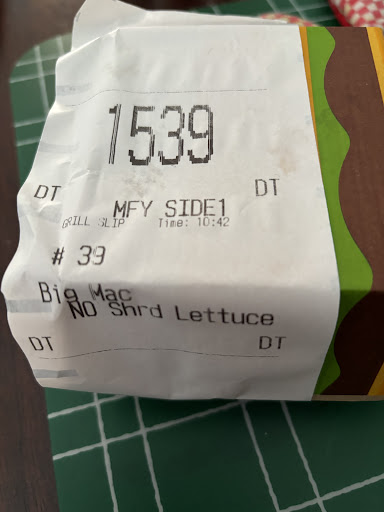 1539
DT DT
MFY SIDE1
GRILL SLIP Time: 10:42
# 39
Big Mac
NO Shrd Lettuce
DT DT